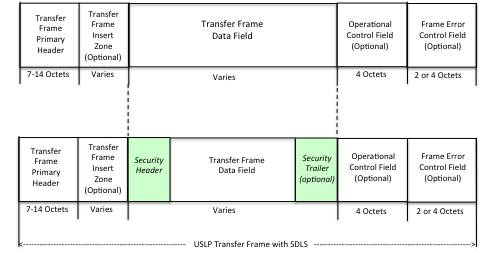 Transfer
Frame
Primary
Header
Transfer
Frame
Insert
Zone
(Optional)
Transfer Frame
Data Field
Operational
Control Field
(Optional)
Frame Error
Control Field
(Optional)
7-14 Octets
Varies
Varies
4 Octets
2 or 4 Octets
Transfer
Frame
Primary
Header
Transfer
Frame
Insert
Zone
(Optional)
Security
Header
Transfer Frame
Data Field
Security
Trailer
(optional)
Operational
Control Field
(Optional)
Frame Error
Control Field
(Optional)
7-14 Octets
Varies
Varies
4 Octets
2 or 4 Octets
USLP Transfer Frame with SDLS